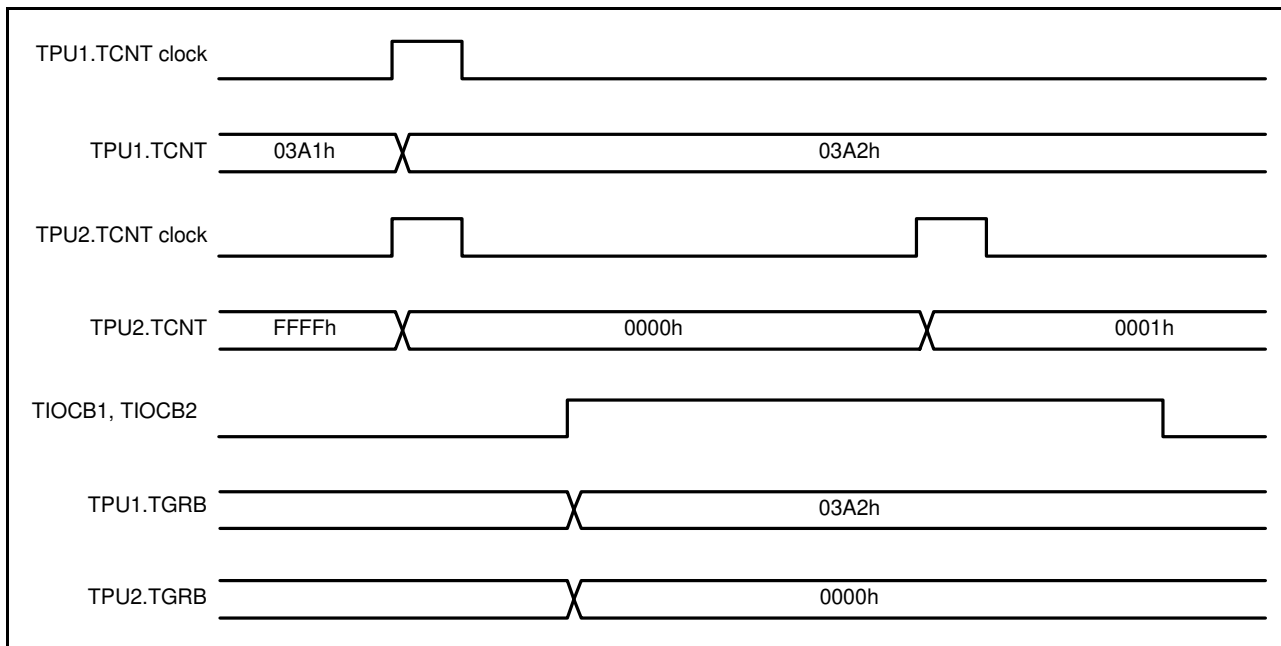 TPU1.TCNT clock
TPU1.TCNT 03A1h 03A2h
TPU2.TCNT clock
TPU2.TCNT FFFFh 0000h 0001h
TIOCB1, TIOCB2
TPU1.TGRB 03A2h
TPU2.TGRB 0000h